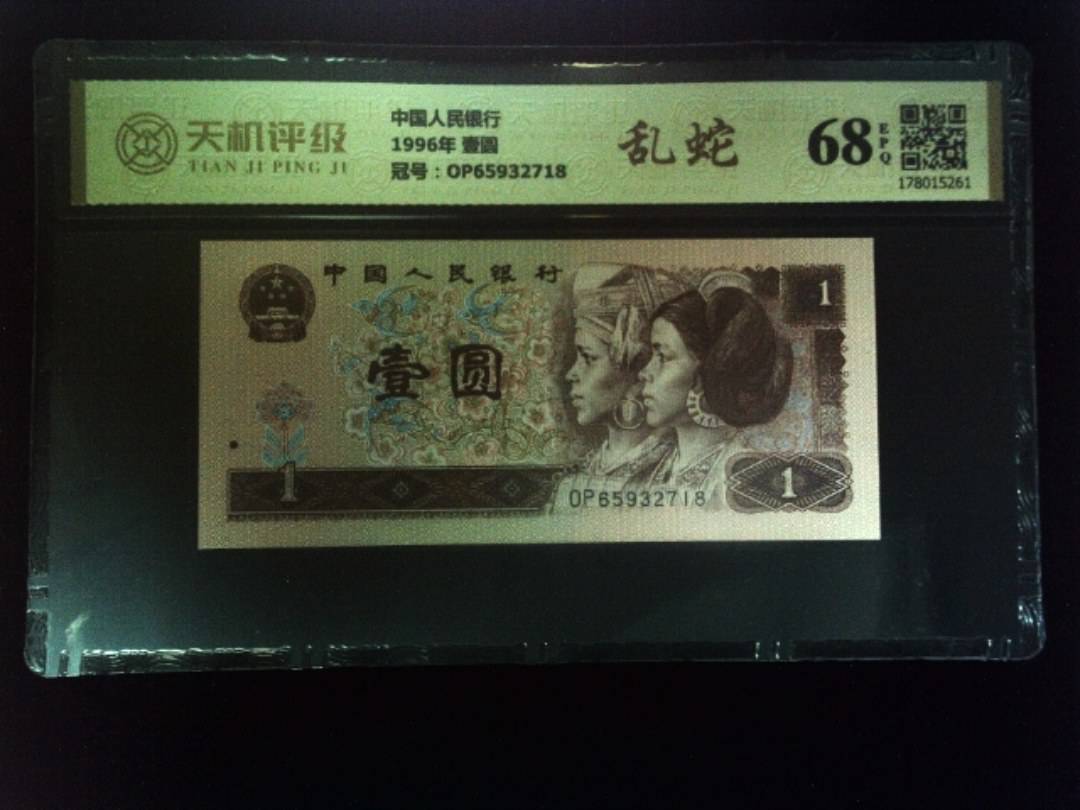 天机评级
TIAN JI PING JI
中国人民银行
1996年 壹圆
冠号：OP65932718
乱蛇
68
EPQ
178015261
中国人民银行
1
壹圆
1
OP65932718
1